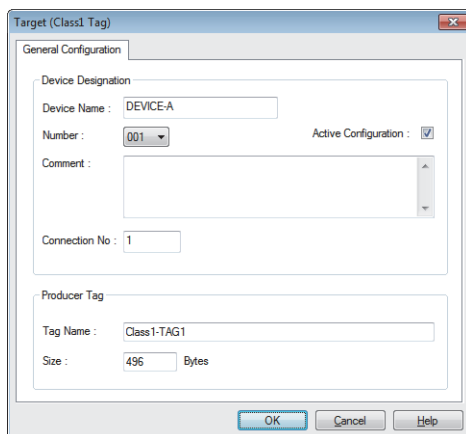 Target (Class1 Tag)
General Configuration
Device Designation
Device Name : DEVICE-A
Number : 001 Active Configuration :
Comment :
Connection No : 1
Producer Tag
Tag Name : Class1-TAG1
Size : 496 Bytes
OK Cancel Help